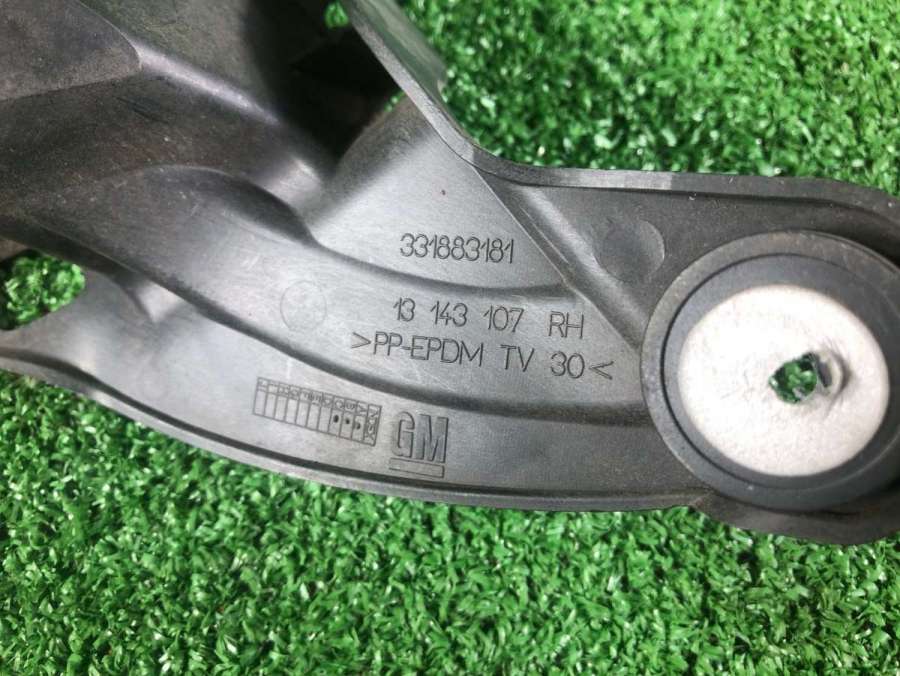 331883181
13 143 107 RH
>PP-EPDM TV 30<
GM